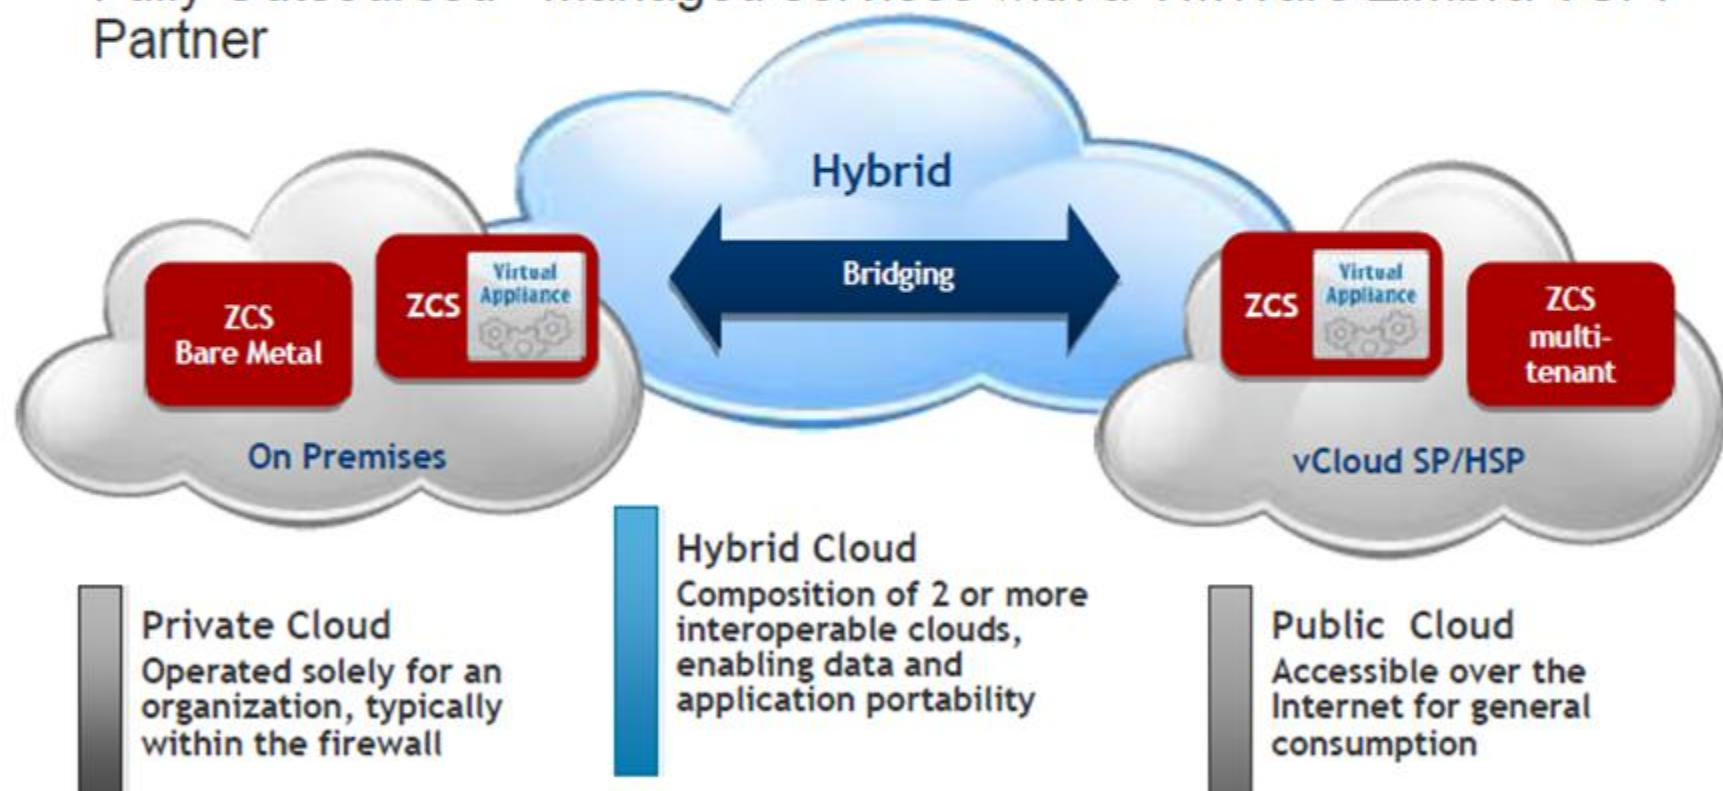 Partner
Hybrid
Bridging
ZCS
Bare Metal
ZCS
Virtual
Appliance
On Premises
ZCS
Virtual
Appliance
ZCS
multi-
tenant
vCloud SP/HSP
Private Cloud
Operated solely for an
organization, typically
within the firewall
Hybrid Cloud
Composition of 2 or more
interoperable clouds,
enabling data and
application portability
Public Cloud
Accessible over the
Internet for general
consumption